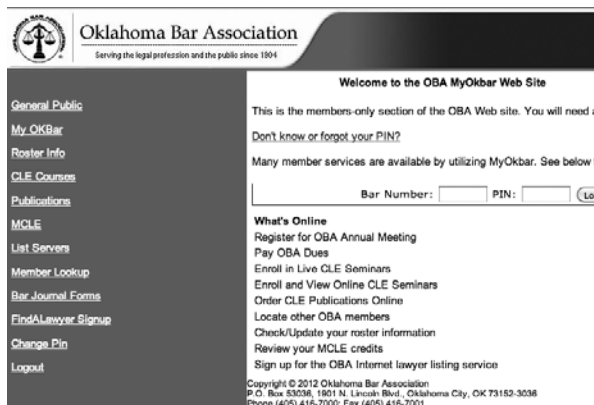 Oklahoma Bar Association
Serving the legal profession and the public since 1904
General Public
My OKBar
Roster Info
CLE Courses
Publications
MCLE
List Servers
Member Lookup
Bar Journal Forms
FindALawyer Signup
Change Pin
Logout
Welcome to the OBA MyOkbar Web Site
This is the members-only section of the OBA Web site. You will need
Don't know or forgot your PIN?
Many member services are available by utilizing MyOkbar. See below
Bar Number: PIN: Lo
What's Online
Register for OBA Annual Meeting
Pay OBA Dues
Enroll in Live CLE Seminars
Enroll and View Online CLE Seminars
Order CLE Publications Online
Locate other OBA members
Check/Update your roster information
Review your MCLE credits
Sign up for the OBA Internet lawyer listing service
Copyright © 2012 Oklahoma Bar Association
P.O. Box 53036, 1901 N. Lincoln Blvd., Oklahoma City, OK 73152-3036
Phone (405) 416-7000; Fax (405) 416-7001